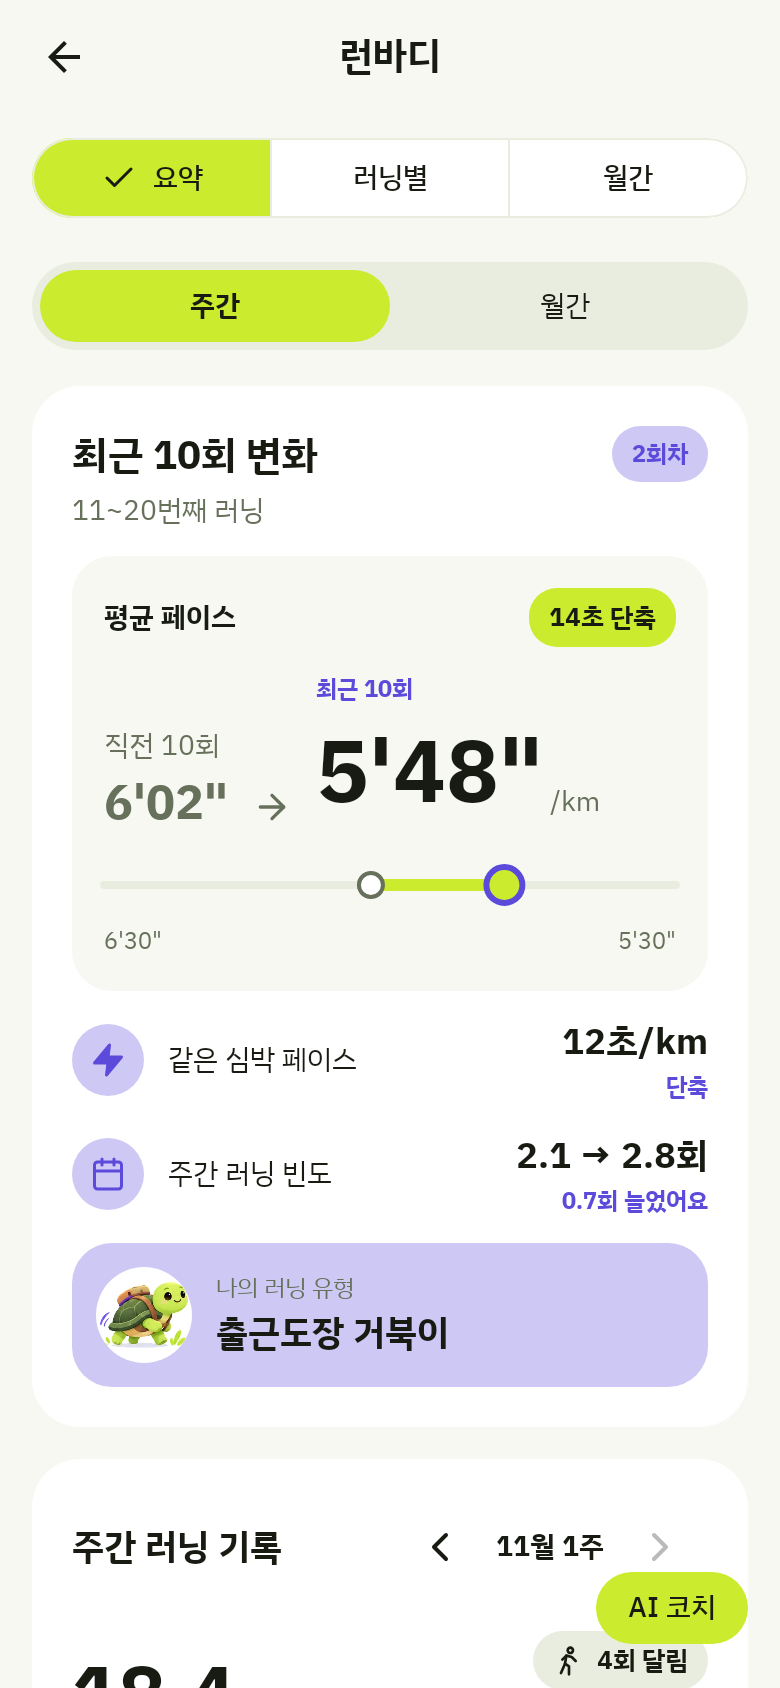 런바디
요약
러닝별
월간
주간
월간
최근 10회 변화
2회차
11~20번째 러닝
평균 페이스
14초 단축
최근 10회
직전 10회
6'02"
→
5'48"
/km
6'30"
5'30"
같은 심박 페이스
12초/km
단축
주간 러닝 빈도
2.1 → 2.8회
0.7회 늘었어요
나의 러닝 유형
출근도장 거북이
주간 러닝 기록
11월 1주
AI 코치
4회 달림
48.4